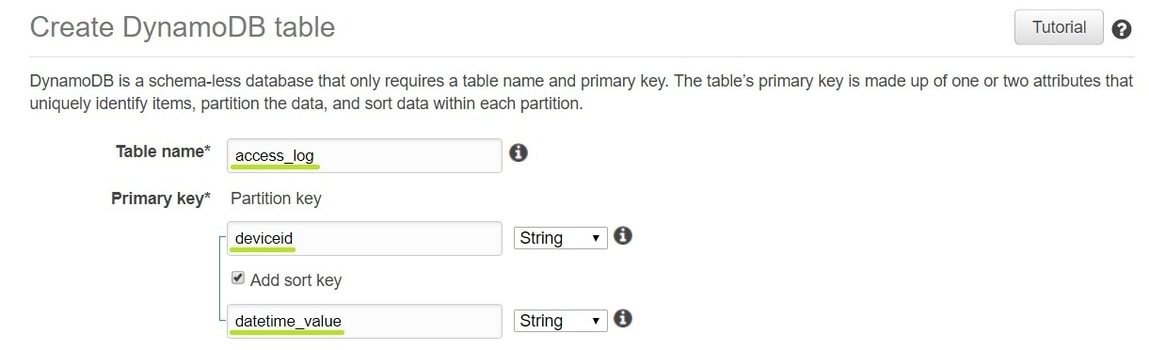 Create DynamoDB table
Tutorial
DynamoDB is a schema-less database that only requires a table name and primary key. The table's primary key is made up of one or two attributes that
uniquely identify items, partition the data, and sort data within each partition.
Table name* access_log
Primary key* Partition key
deviceid String
Add sort key
datetime_value String